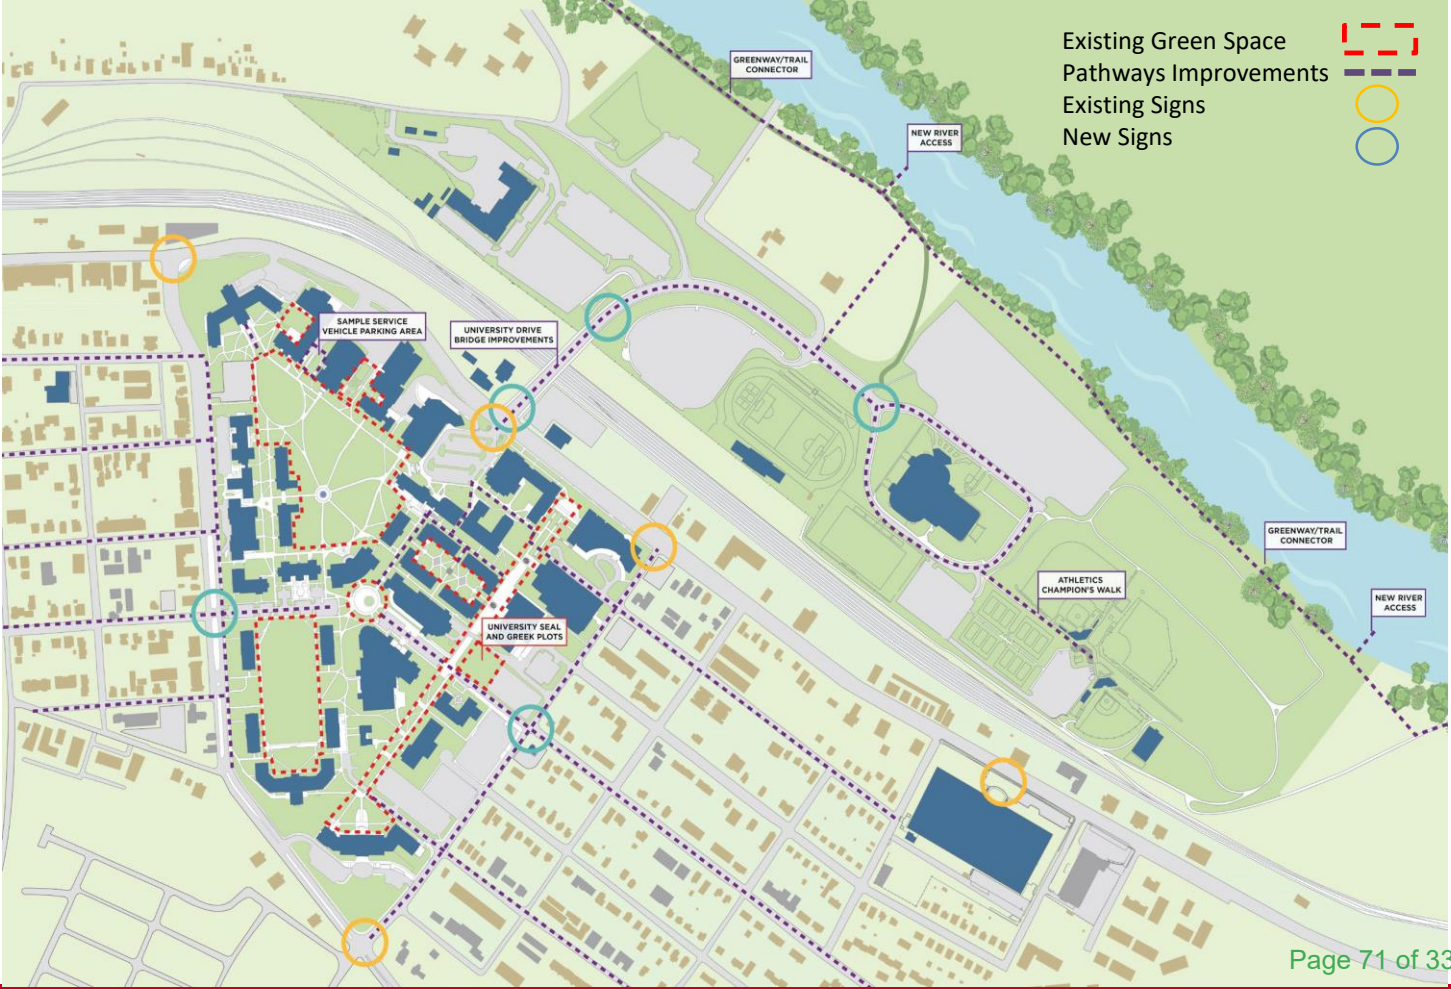 Existing Green Space
Pathways Improvements
Existing Signs
New Signs
GREENWAY/TRAIL
CONNECTOR
NEW RIVER
ACCESS
SAMPLE SERVICE
VEHICLE PARKING AREA
UNIVERSITY DRIVE
BRIDGE IMPROVEMENTS
GREENWAY/TRAIL
CONNECTOR
ATHLETICS
CHAMPION'S WALK
NEW RIVER
ACCESS
UNIVERSITY SEAL
AND GREEK PLOTS
Page 71 of 33